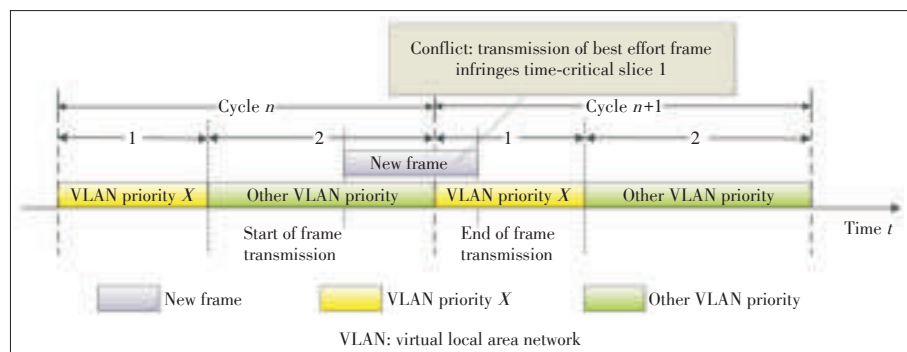 Conflict: transmission of best effort frame
infringes time-critical slice 1
Cycle n
Cycle n+1
1
2
1
2
New frame
VLAN priority X
Other VLAN priority
VLAN priority X
Other VLAN priority
Time t
Start of frame
transmission
End of frame
transmission
New frame
VLAN priority X
Other VLAN priority
VLAN: virtual local area network